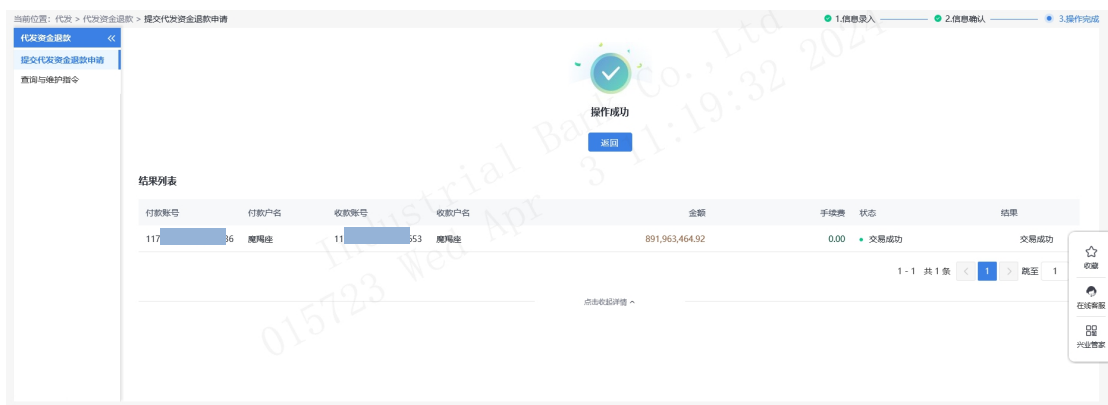 当前位置：代发 > 代发资金退款 > 提交代发资金退款申请
1.信息录入 2.信息确认 3.操作完成
代发资金退款
提交代发资金退款申请
查询与维护指令
操作成功
返回
结果列表
付款账号 付款户名 收款账号 收款户名 金额 手续费 状态 结果
117 36 魔羯座 11 553 魔羯座 891,963,464.92 0.00 交易成功 交易成功
1 - 1 共 1 条 < 1 > 跳至 1
点击收起详情
收藏
在线客服
兴业管家
Industrial Bank Co., Ltd
015723 Wed Apr 3 11:19:32 2024